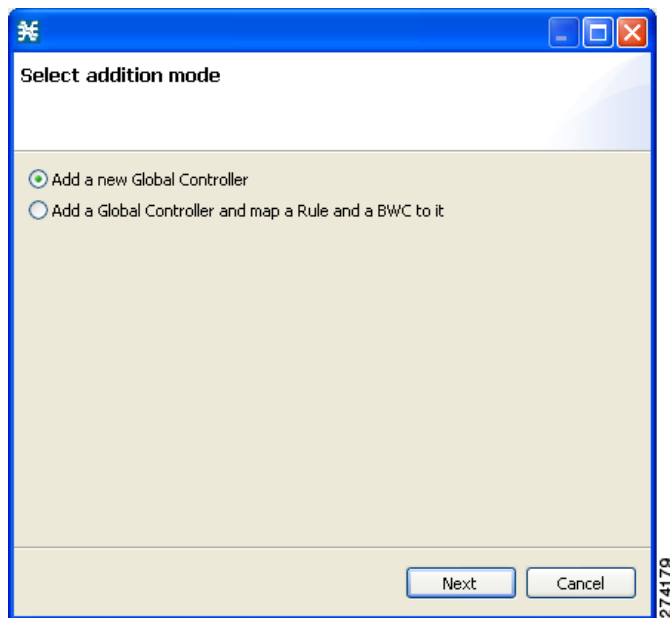 Select addition mode
Add a new Global Controller
Add a Global Controller and map a Rule and a BWC to it
Next
Cancel
274179